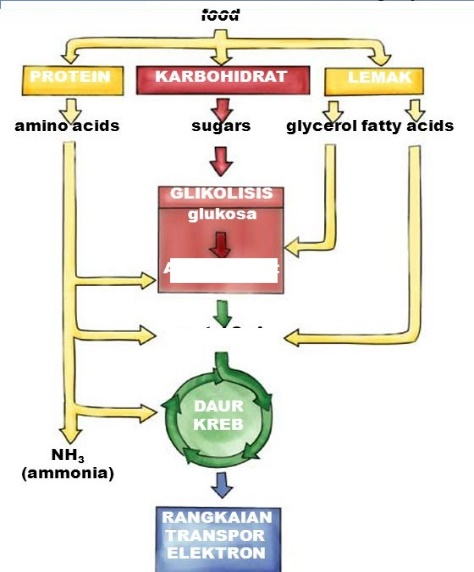 food
PROTEIN
KARBOHIDRAT
LEMAK
amino acids
sugars
glycerol fatty acids
GLIKOLISIS
glukosa
DAUR
KREB
NH₃
(ammonia)
RANGKAIAN
TRANSPOR
ELEKTRON